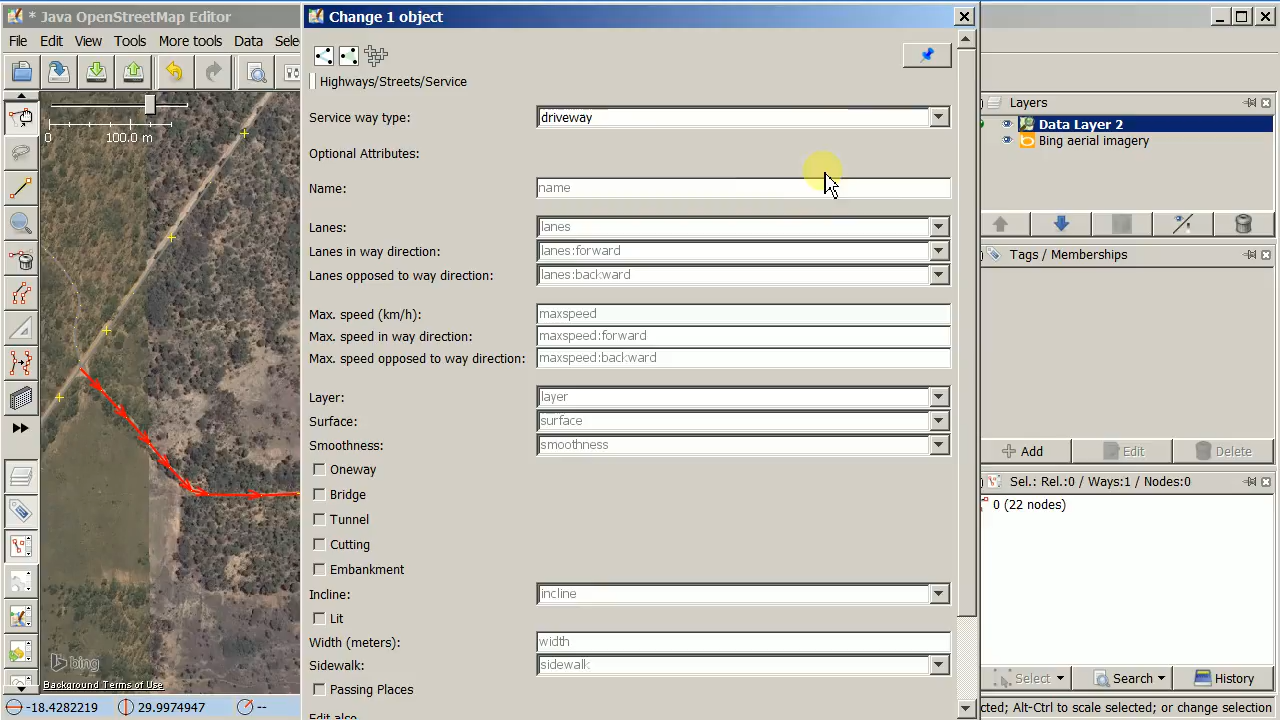 * Java OpenStreetMap Editor
Change 1 object
File Edit View Tools More tools Data Sele
Highways/Streets/Service
Layers
Service way type: driveway
Data Layer 2
0 100.0 m
Bing aerial imagery
Optional Attributes:
Name: name
Lanes: lanes
Lanes in way direction: lanes:forward
Tags / Memberships
Lanes opposed to way direction: lanes:backward
Max. speed (km/h): maxspeed
Max. speed in way direction: maxspeed:forward
Max. speed opposed to way direction: maxspeed:backward
Layer: layer
Surface: surface
Smoothness: smoothness
Add Edit Delete
Oneway
Sel.: Rel.:0 / Ways:1 / Nodes:0
Bridge
0 (22 nodes)
Tunnel
Cutting
Embankment
Incline: incline
Lit
Width (meters): width
Sidewalk: sidewalk
bing
Select Search History
Background Terms of Use
Passing Places
-18.4282219 29.9974947 --
cted; Alt-Ctrl to scale selected; or change selection
Edit also